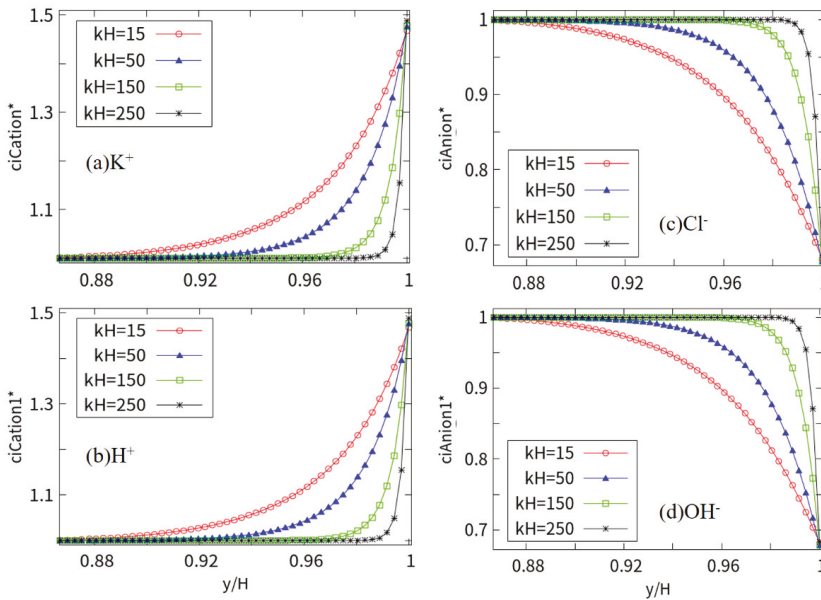 1.5
1.3
1.1
ciCation*
kH=15
kH=50
kH=150
kH=250
(a)K⁺
0.88
0.92
0.96
1
1
0.9
0.8
0.7
ciAnion*
kH=15
kH=50
kH=150
kH=250
(c)Cl⁻
0.88
0.92
0.96
1
1.5
1.3
1.1
ciCation1*
kH=15
kH=50
kH=150
kH=250
(b)H⁺
0.88
0.92
0.96
1
y/H
1
0.9
0.8
0.7
ciAnion1*
kH=15
kH=50
kH=150
kH=250
(d)OH⁻
0.88
0.92
0.96
1
y/H